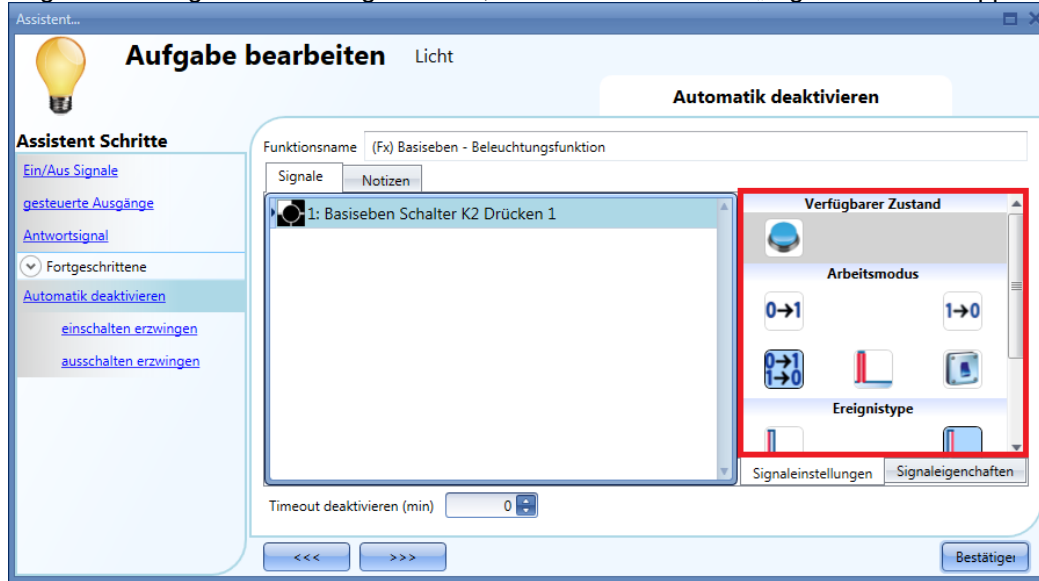 Assistent...
Aufgabe bearbeiten Licht
Automatik deaktivieren
Assistent Schritte
Ein/Aus Signale
gesteuerte Ausgänge
Antwortsignal
Fortgeschrittene
Automatik deaktivieren
einschalten erzwingen
ausschalten erzwingen
Funktionsname (Fx) Basiseben - Beleuchtungsfunktion
Signale Notizen
1: Basiseben Schalter K2 Drücken 1
Verfügbarer Zustand
Arbeitsmodus
0→1 1→0
0→1
1→0
Ereignistype
Signaleinstellungen Signaleigenchaften
Timeout deaktivieren (min) 0
<<< >>> Bestätiger